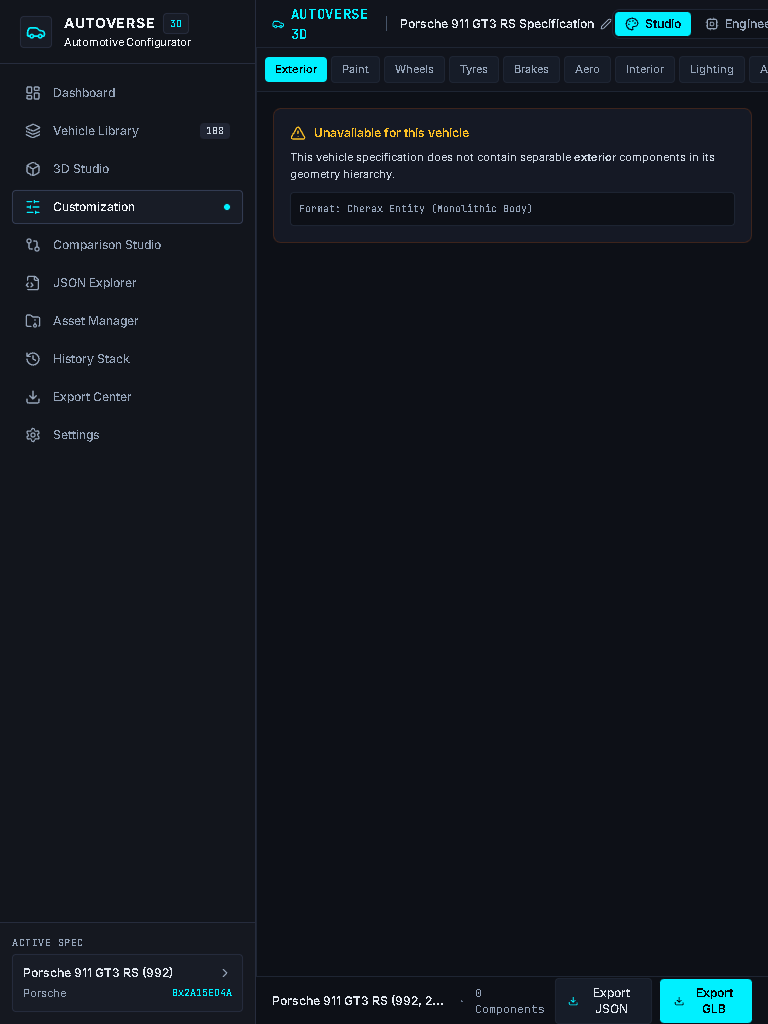 AUTOVERSE 3D
Automotive Configurator
Dashboard
Vehicle Library 188
3D Studio
Customization
Comparison Studio
JSON Explorer
Asset Manager
History Stack
Export Center
Settings
ACTIVE SPEC
Porsche 911 GT3 RS (992)
Porsche 0x2A15E04A
AUTOVERSE
3D
Porsche 911 GT3 RS Specification
Studio
Enginee
Exterior Paint Wheels Tyres Brakes Aero Interior Lighting A
Unavailable for this vehicle
This vehicle specification does not contain separable exterior components in its
geometry hierarchy.
Format: Cherax Entity (Monolithic Body)
Porsche 911 GT3 RS (992, 2...
·
0
Components
Export
JSON
Export
GLB